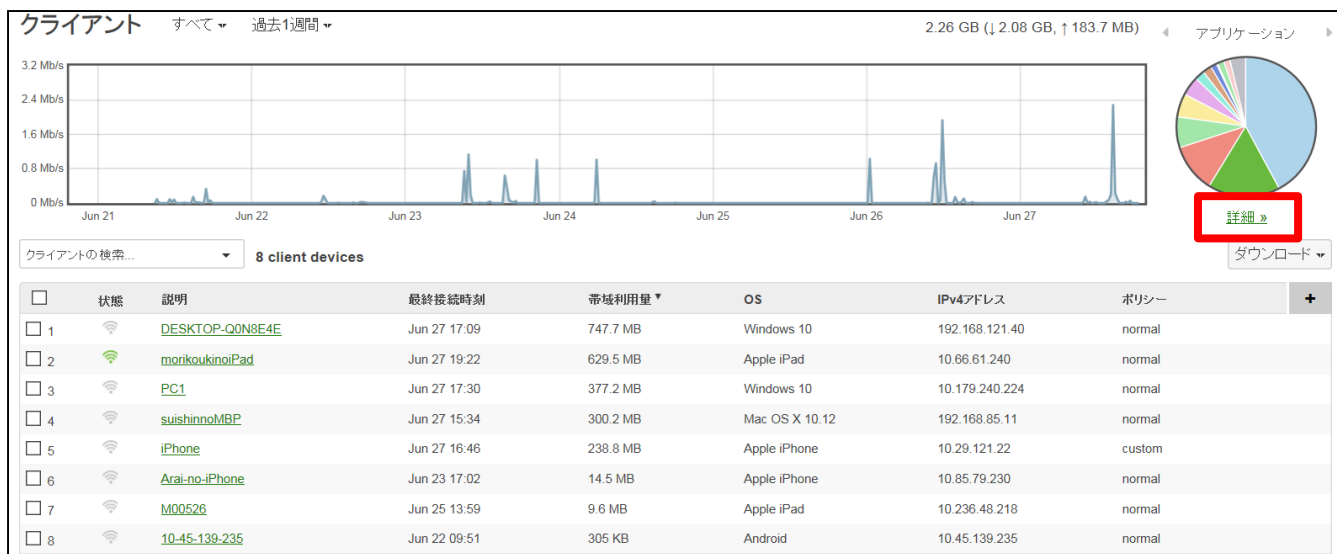 クライアント すべて 過去1週間 2.26 GB (↓ 2.08 GB, ↑ 183.7 MB) アプリケーション
3.2 Mb/s
2.4 Mb/s
1.6 Mb/s
0.8 Mb/s
0 Mb/s
Jun 21 Jun 22 Jun 23 Jun 24 Jun 25 Jun 26 Jun 27
詳細 »
クライアントの検索... 8 client devices ダウンロード
状態 説明 最終接続時刻 帯域利用量 ▼ OS IPv4アドレス ポリシー +
1 DESKTOP-Q0N8E4E Jun 27 17:09 747.7 MB Windows 10 192.168.121.40 normal
2 morikoukinoiPad Jun 27 19:22 629.5 MB Apple iPad 10.66.61.240 normal
3 PC1 Jun 27 17:30 377.2 MB Windows 10 10.179.240.224 normal
4 suishinnoMBP Jun 27 15:34 300.2 MB Mac OS X 10.12 192.168.85.11 normal
5 iPhone Jun 27 16:46 238.8 MB Apple iPhone 10.29.121.22 custom
6 Arai-no-iPhone Jun 23 17:02 14.5 MB Apple iPhone 10.85.79.230 normal
7 M00526 Jun 25 13:59 9.6 MB Apple iPad 10.236.48.218 normal
8 10-45-139-235 Jun 22 09:51 305 KB Android 10.45.139.235 normal